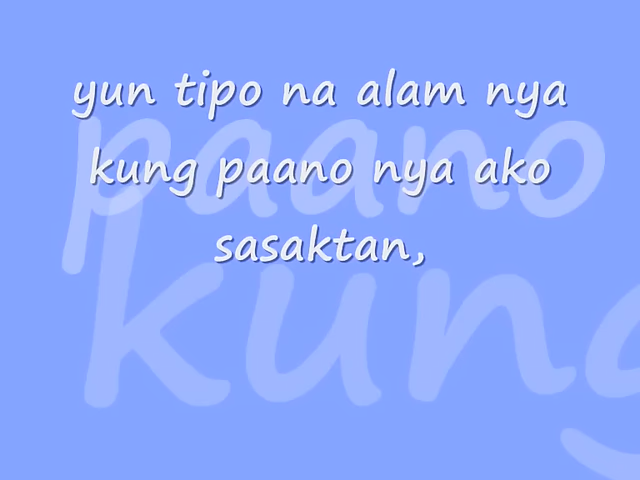 yun tipo na alam nya
kung paano nya ako
sasaktan,
paano
kung